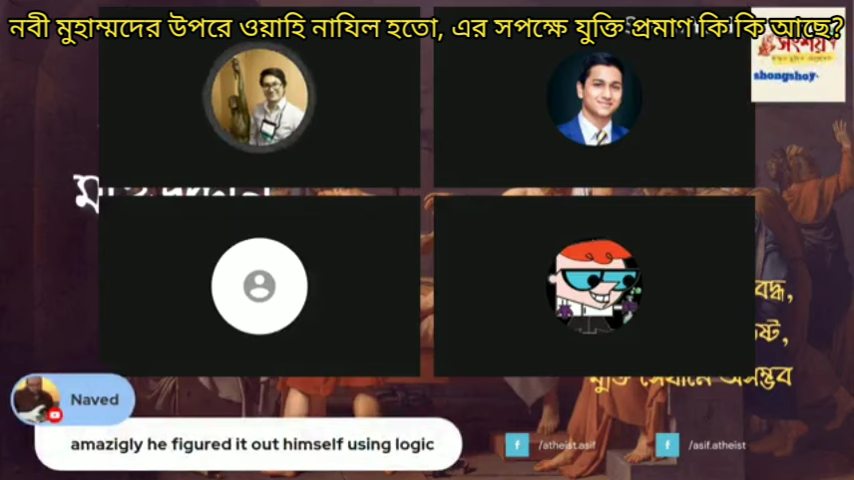 নবী মুহাম্মদের উপরে ওয়াহি নাযিল হতো, এর সপক্ষে যুক্তি প্রমাণ কি কি আছে?
সংশয়
shongshoy
Naved
amazigly he figured it out himself using logic
/atheist.asif
/asif.atheist